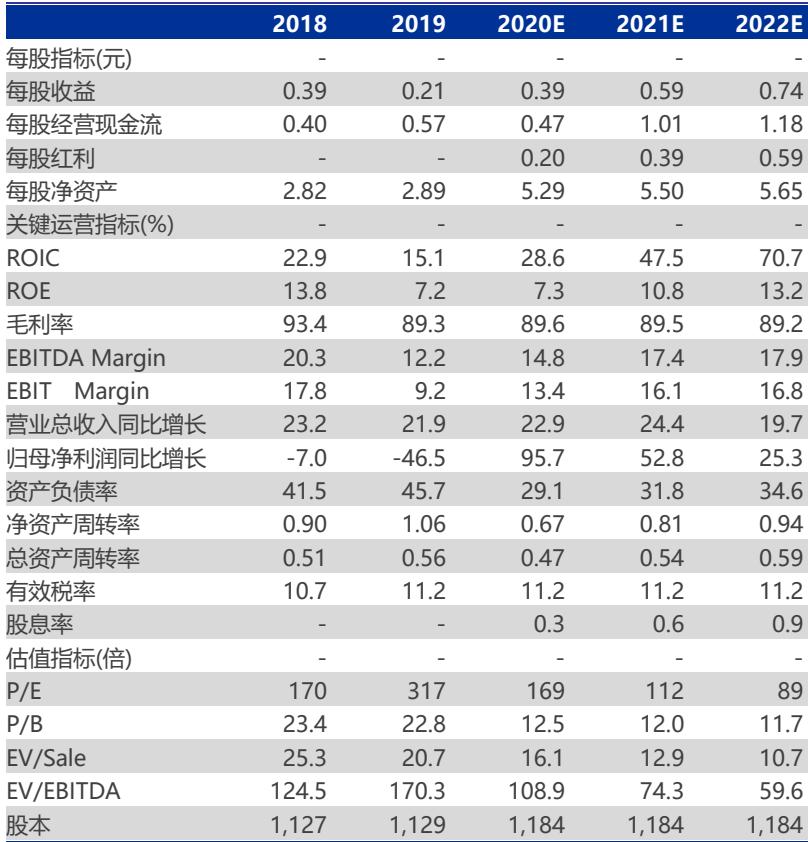 2018 2019 2020E 2021E 2022E
每股指标(元) - - - - -
每股收益 0.39 0.21 0.39 0.59 0.74
每股经营现金流 0.40 0.57 0.47 1.01 1.18
每股红利 - - 0.20 0.39 0.59
每股净资产 2.82 2.89 5.29 5.50 5.65
关键运营指标(%) - - - - -
ROIC 22.9 15.1 28.6 47.5 70.7
ROE 13.8 7.2 7.3 10.8 13.2
毛利率 93.4 89.3 89.6 89.5 89.2
EBITDA Margin 20.3 12.2 14.8 17.4 17.9
EBIT Margin 17.8 9.2 13.4 16.1 16.8
营业总收入同比增长 23.2 21.9 22.9 24.4 19.7
归母净利润同比增长 -7.0 -46.5 95.7 52.8 25.3
资产负债率 41.5 45.7 29.1 31.8 34.6
净资产周转率 0.90 1.06 0.67 0.81 0.94
总资产周转率 0.51 0.56 0.47 0.54 0.59
有效税率 10.7 11.2 11.2 11.2 11.2
股息率 - - 0.3 0.6 0.9
估值指标(倍) - - - - -
P/E 170 317 169 112 89
P/B 23.4 22.8 12.5 12.0 11.7
EV/Sale 25.3 20.7 16.1 12.9 10.7
EV/EBITDA 124.5 170.3 108.9 74.3 59.6
股本 1,127 1,129 1,184 1,184 1,184